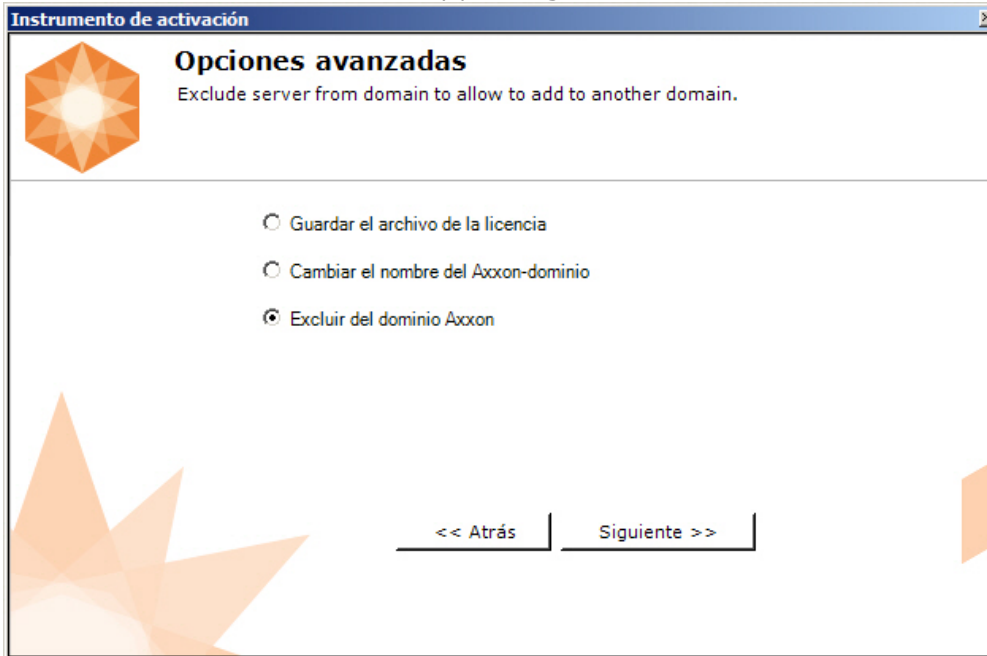 Instrumento de activación
Opciones avanzadas
Exclude server from domain to allow to add to another domain.
Guardar el archivo de la licencia
Cambiar el nombre del Axxon-dominio
Excluir del dominio Axxon
<< Atrás Siguiente >>